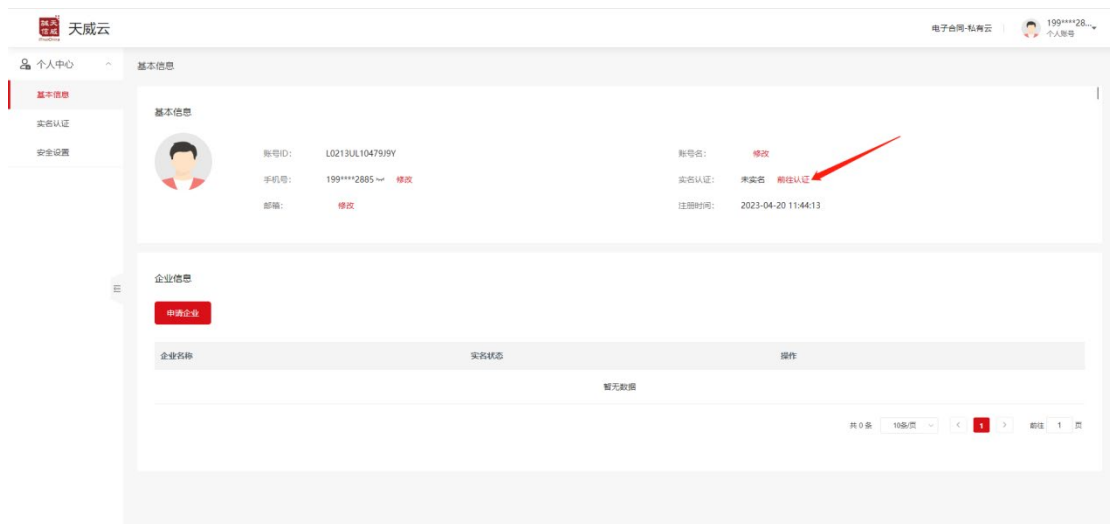 天威云
电子合同-私有云
199****28...
个人账号
个人中心
基本信息
实名认证
安全设置
基本信息
基本信息
账号ID: L0213UL10479J9Y
账号名: 修改
手机号: 199****2885 修改
实名认证: 未实名 前往认证
邮箱: 修改
注册时间: 2023-04-20 11:44:13
企业信息
申请企业
企业名称 实名状态 操作
暂无数据
共 0 条 10条/页 < 1 > 前往 1 页